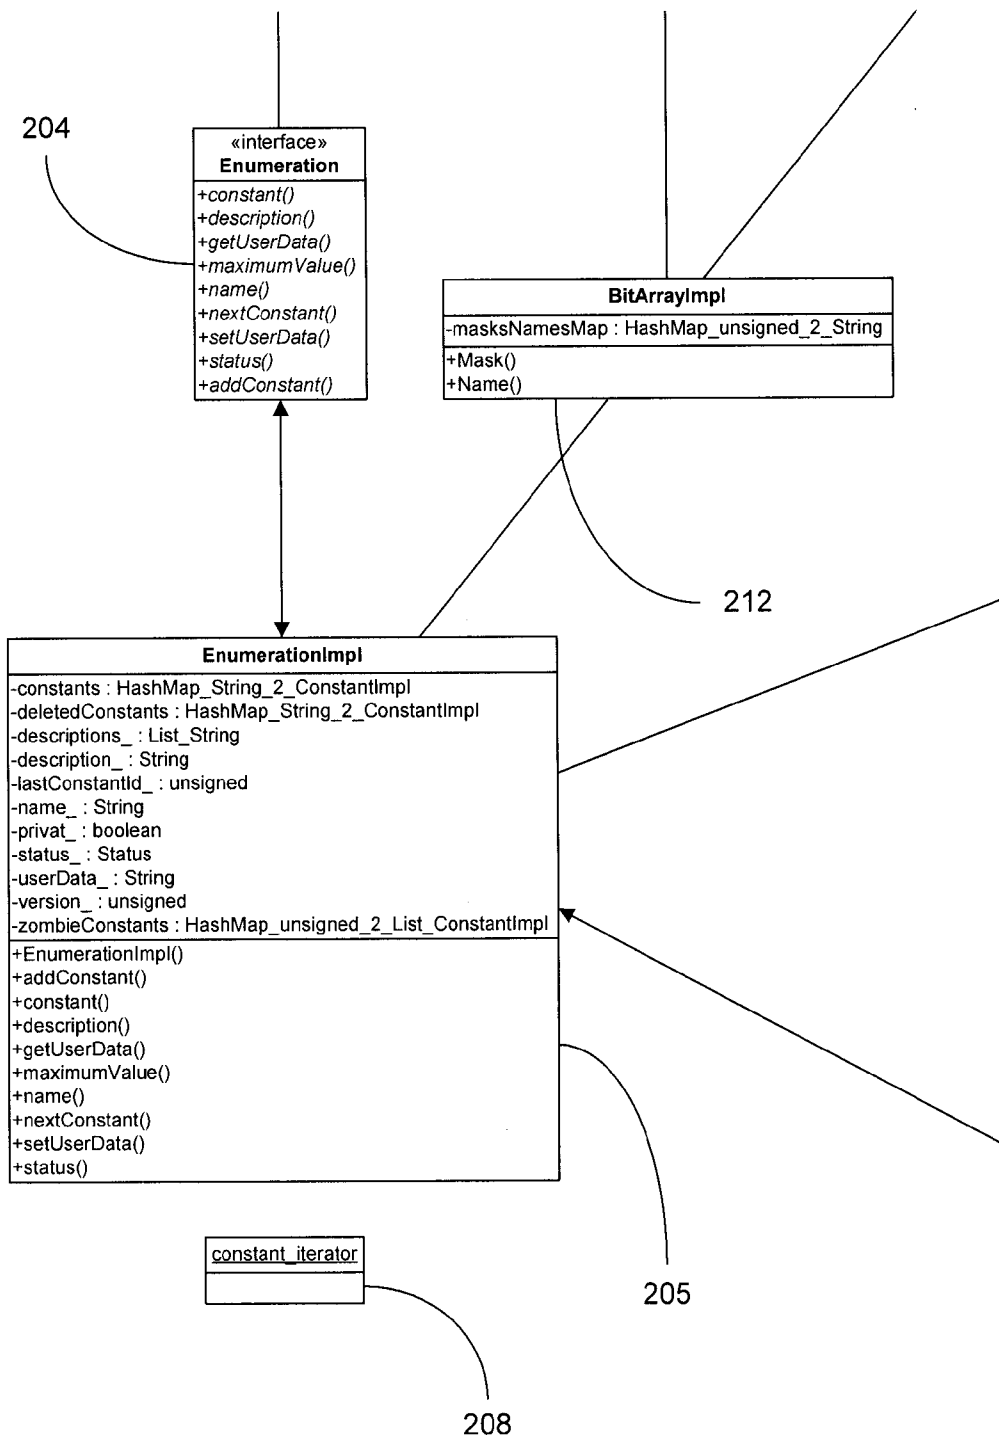 204
«interface»
Enumeration
+constant()
+description()
+getUserData()
+maximumValue()
+name()
+nextConstant()
+setUserData()
+status()
+addConstant()
BitArrayImpl
-masksNamesMap : HashMap_unsigned_2_String
+Mask()
+Name()
212
EnumerationImpl
-constants : HashMap_String_2_ConstantImpl
-deletedConstants : HashMap_String_2_ConstantImpl
-descriptions_ : List_String
-description_ : String
-lastConstantId_ : unsigned
-name_ : String
-privat_ : boolean
-status_ : Status
-userData_ : String
-version_ : unsigned
-zombieConstants : HashMap_unsigned_2_List_ConstantImpl
+EnumerationImpl()
+addConstant()
+constant()
+description()
+getUserData()
+maximumValue()
+name()
+nextConstant()
+setUserData()
+status()
205
constant_iterator
208